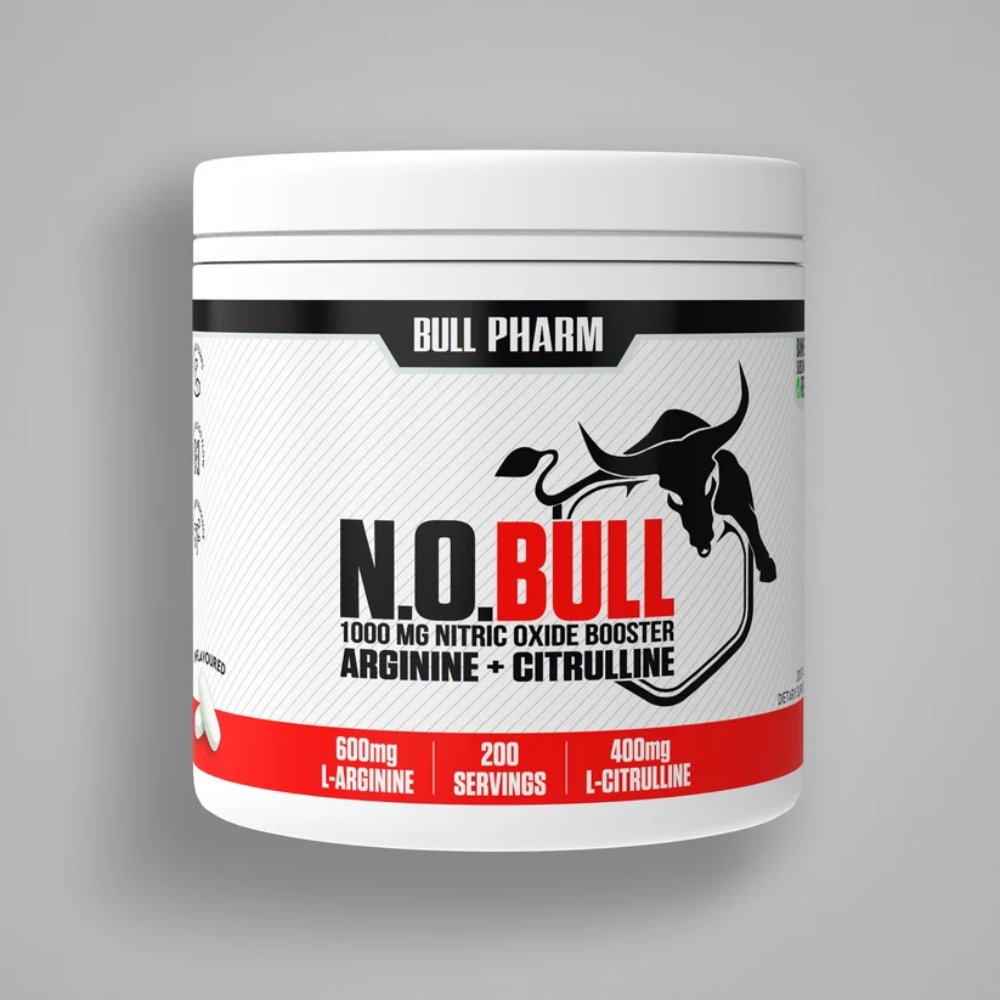 BULL PHARM
N.O.BULL
1000 MG NITRIC OXIDE BOOSTER
ARGININE + CITRULLINE
600mg
L-ARGININE
200
SERVINGS
400mg
L-CITRULLINE